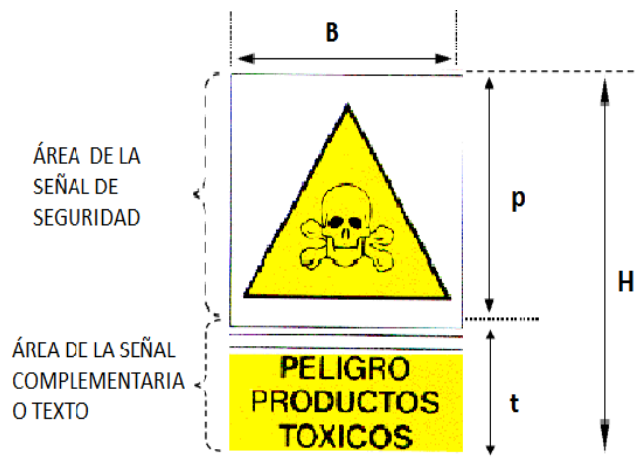 B
ÁREA DE LA
SEÑAL DE
SEGURIDAD
p
H
ÁREA DE LA SEÑAL
COMPLEMENTARIA
O TEXTO
PELIGRO
PRODUCTOS
TOXICOS
t